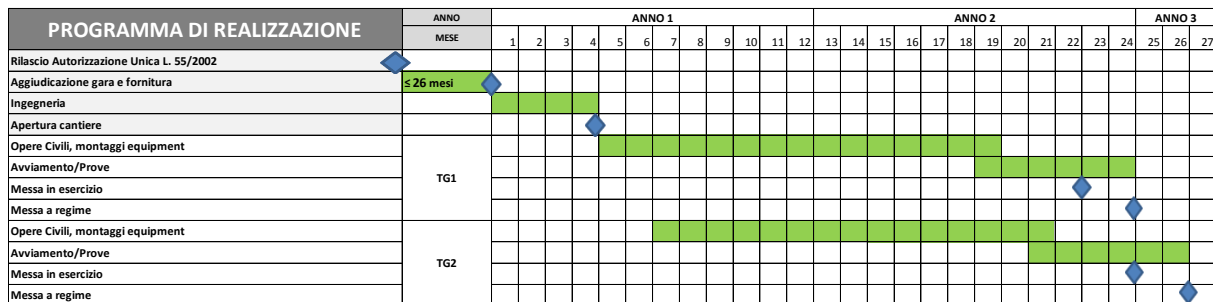 PROGRAMMA DI REALIZZAZIONE ANNO ANNO 1 ANNO 2 ANNO 3
MESE 1 2 3 4 5 6 7 8 9 10 11 12 13 14 15 16 17 18 19 20 21 22 23 24 25 26 27
Rilascio Autorizzazione Unica L. 55/2002
Aggiudicazione gara e fornitura ≤ 26 mesi
Ingegneria
Apertura cantiere
Opere Civili, montaggi equipment
Avviamento/Prove
TG1
Messa in esercizio
Messa a regime
Opere Civili, montaggi equipment
Avviamento/Prove
TG2
Messa in esercizio
Messa a regime